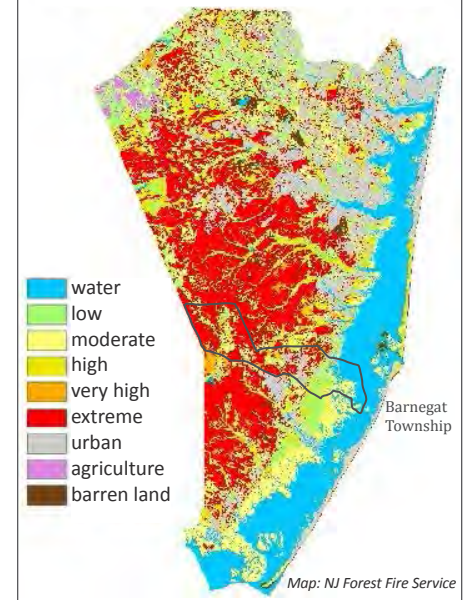 water
low
moderate
high
very high
extreme
urban
agriculture
barren land
Barnegat
Township
Map: NJ Forest Fire Service